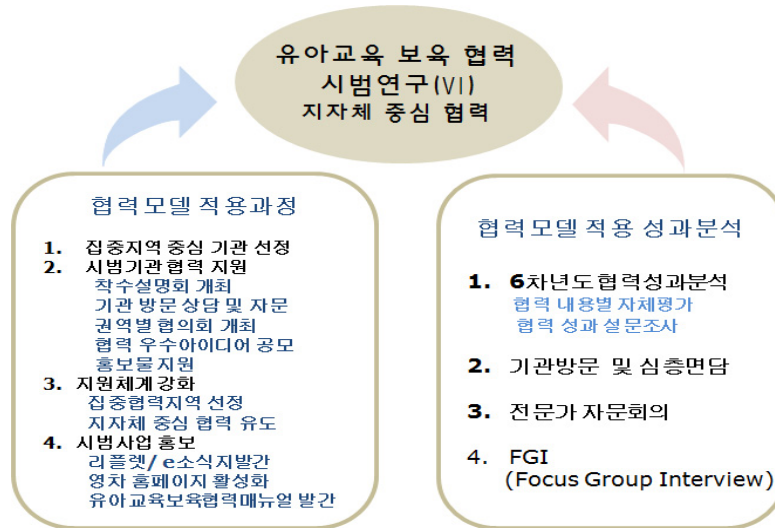 유아교육 보육 협력
시범연구(VI)
지자체 중심 협력
협력모델 적용과정
1. 집중지역 중심 기관 선정
2. 시범기관 협력 지원
착수설명회 개최
기관 방문 상담 및 자문
권역별 협의회 개최
협력 우수아이디어 공모
홍보물지원
3. 지원체계강화
집중협력지역 선정
지자체 중심 협력 유도
4. 시범사업 홍보
리플렛/ e소식지발간
영차 홈페이지 활성화
유아교육보육협력매뉴얼 발간
협력모델 적용 성과분석
1. 6차년도협력성과분석
협력 내용별 자체평가
협력 성과 설문조사
2. 기관방문 및 심층면담
3. 전문가 자문회의
4. FGI
(Focus Group Interview)